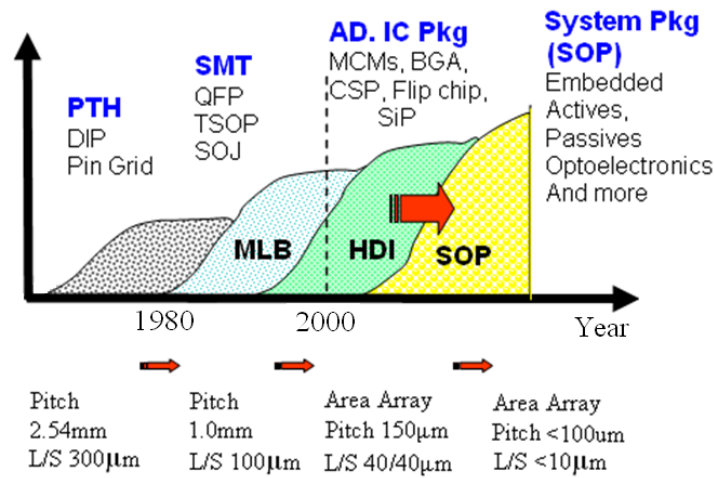 PTH
DIP
Pin Grid
SMT
QFP
TSOP
SOJ
AD. IC Pkg
MCMs, BGA,
CSP, Flip chip,
SiP
System Pkg
(SOP)
Embedded
Actives,
Passives
Optoelectronics
And more
MLB
HDI
SOP
1980
2000
Year
Pitch
2.54mm
L/S 300μm
Pitch
1.0mm
L/S 100μm
Area Array
Pitch 150μm
L/S 40/40μm
Area Array
Pitch <100um
L/S <10μm